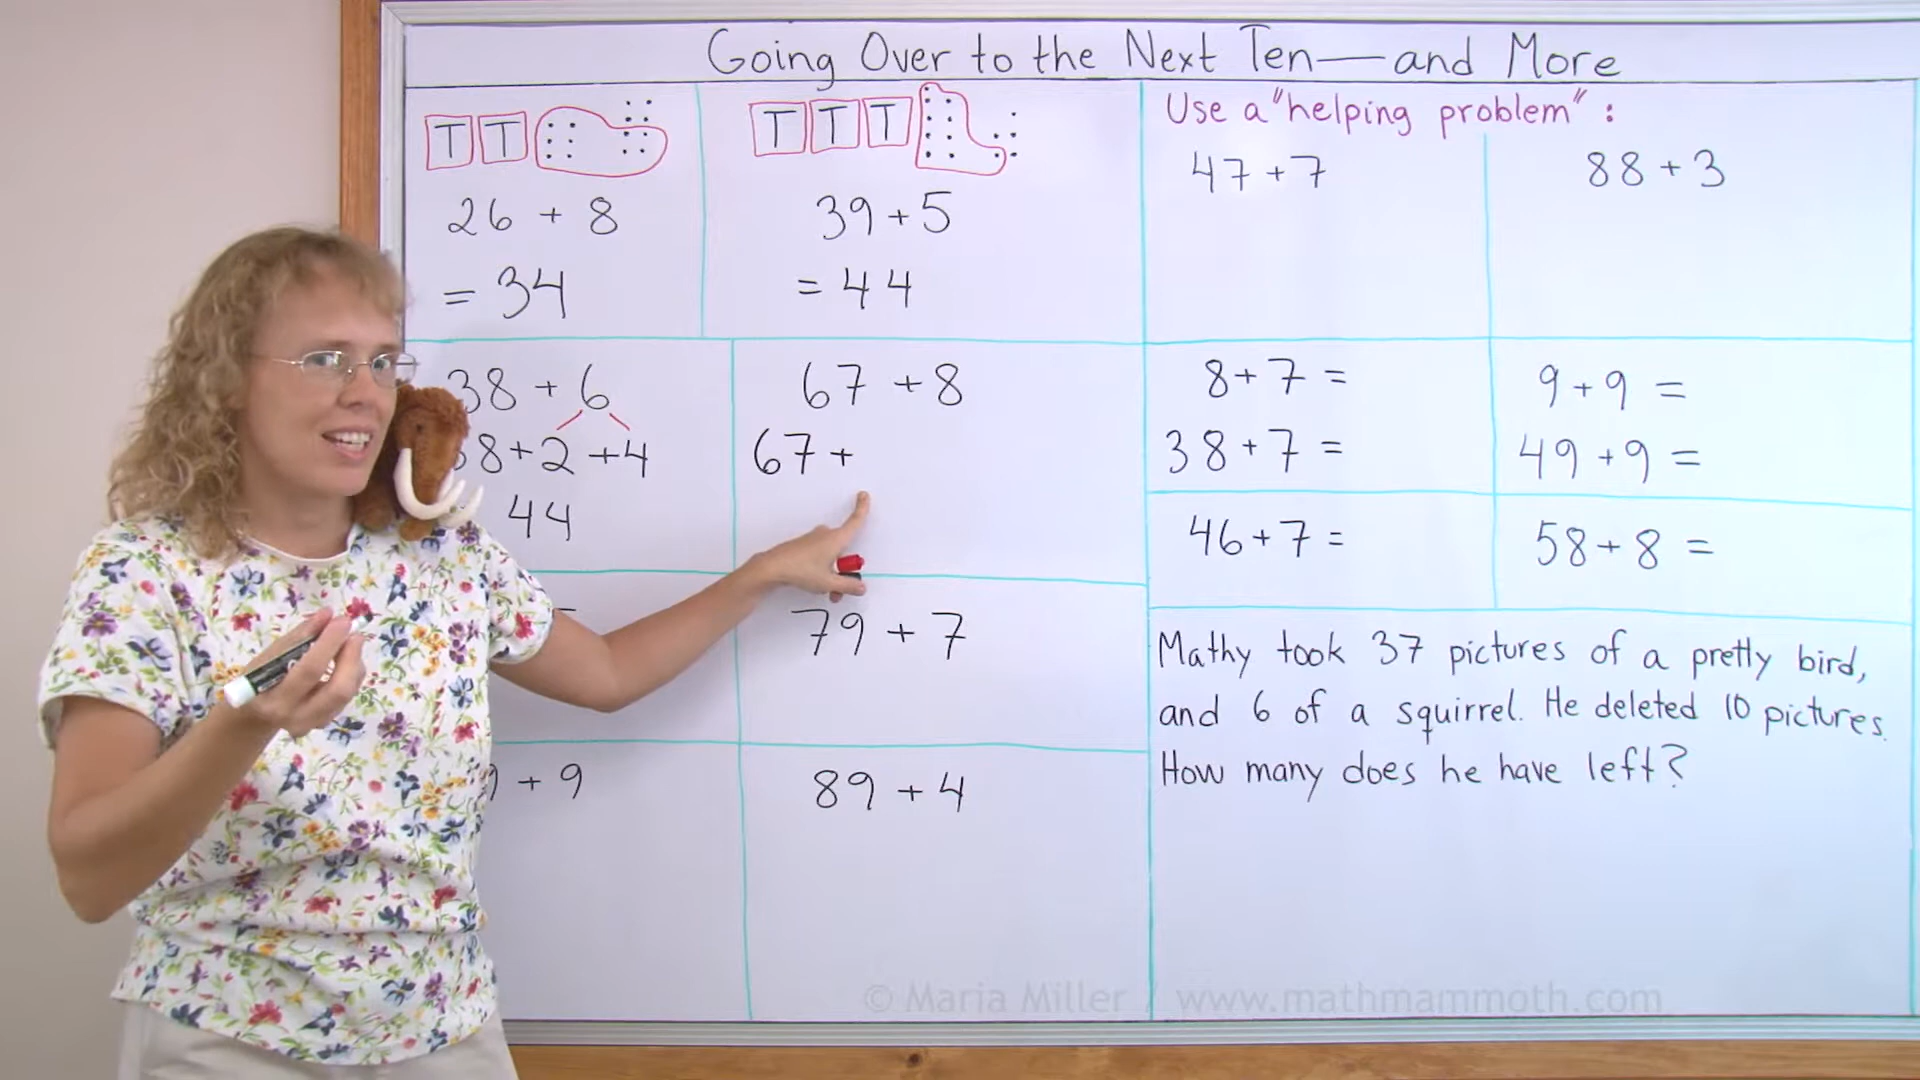 Going Over to the Next Ten—and More
T T
26 + 8
= 34
T T T
39 + 5
= 44
38 + 6
8 + 2 + 4
44
67 + 8
67 +
79 + 7
+ 9
89 + 4
Use a "helping problem" :
47 + 7
88 + 3
8 + 7 =
38 + 7 =
9 + 9 =
49 + 9 =
46 + 7 =
58 + 8 =
Mathy took 37 pictures of a pretty bird,
and 6 of a squirrel. He deleted 10 pictures.
How many does he have left?
© Maria Miller / www.mathmammoth.com